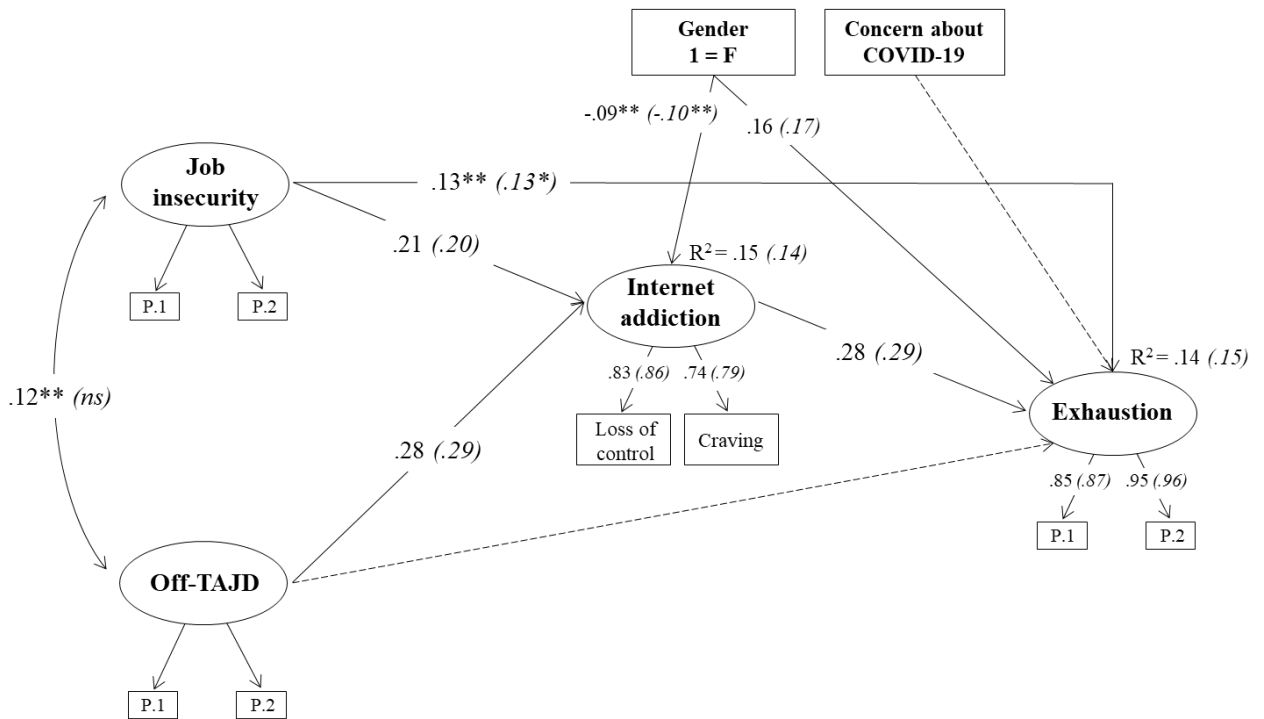 Gender
1 = F
Concern about
COVID-19
-.09** (-.10**)
.16 (.17)
Job
insecurity
.13** (.13*)
.21 (.20)
R² = .15 (.14)
P.1
P.2
Internet
addiction
.28 (.29)
R² = .14 (.15)
.83 (.86)
.74 (.79)
.12** (ns)
Exhaustion
Loss of
control
Craving
.28 (.29)
.85 (.87)
.95 (.96)
P.1
P.2
Off-TAJD
P.1
P.2